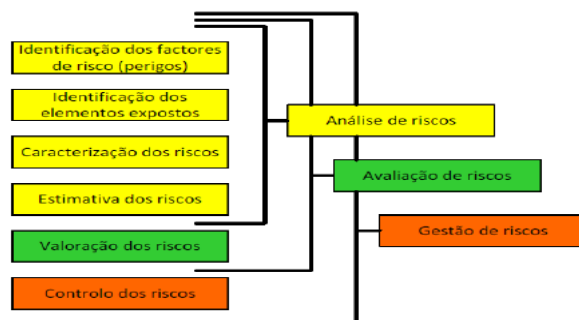 Identificação dos factores
de risco (perigos)
Identificação dos
elementos expostos
Análise de riscos
Caracterização dos riscos
Avaliação de riscos
Estimativa dos riscos
Gestão de riscos
Valoração dos riscos
Controlo dos riscos